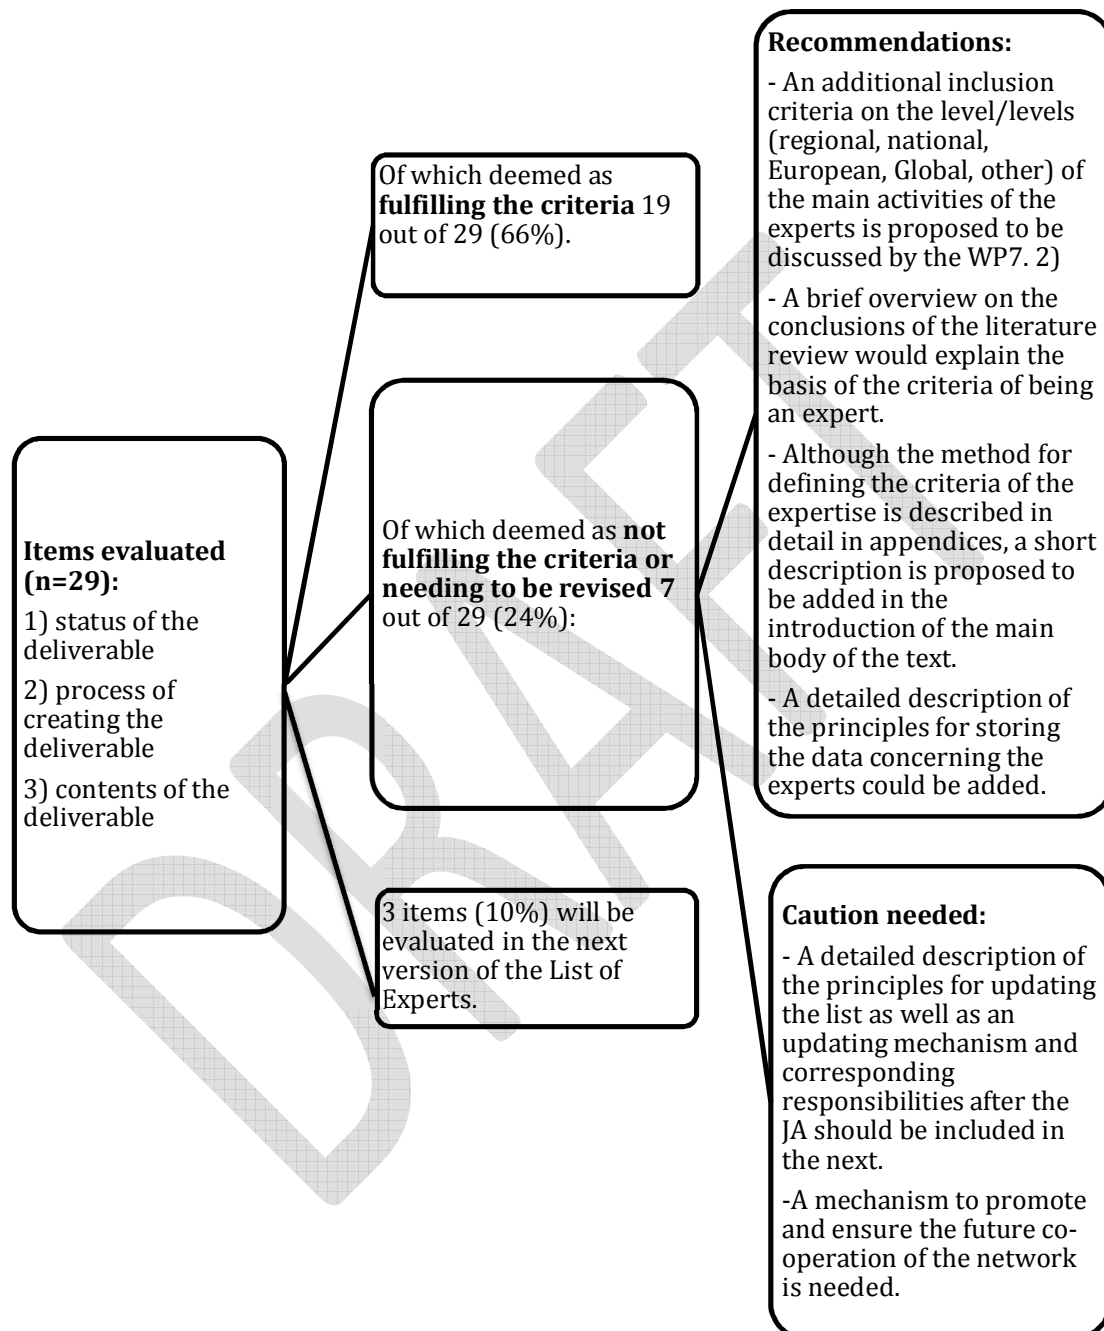 Items evaluated
(n=29):
1) status of the
deliverable
2) process of
creating the
deliverable
3) contents of the
deliverable
Of which deemed as
fulfilling the criteria 19
out of 29 (66%).
Of which deemed as not
fulfilling the criteria or
needing to be revised 7
out of 29 (24%):
3 items (10%) will be
evaluated in the next
version of the List of
Experts.
Recommendations:
- An additional inclusion
criteria on the level/levels
(regional, national,
European, Global, other) of
the main activities of the
experts is proposed to be
discussed by the WP7. 2)
- A brief overview on the
conclusions of the literature
review would explain the
basis of the criteria of being
an expert.
- Although the method for
defining the criteria of the
expertise is described in
detail in appendices, a short
description is proposed to
be added in the
introduction of the main
body of the text.
- A detailed description of
the principles for storing
the data concerning the
experts could be added.
Caution needed:
- A detailed description of
the principles for updating
the list as well as an
updating mechanism and
corresponding
responsibilities after the
JA should be included in
the next.
-A mechanism to promote
and ensure the future co-
operation of the network
is needed.
DRAFT